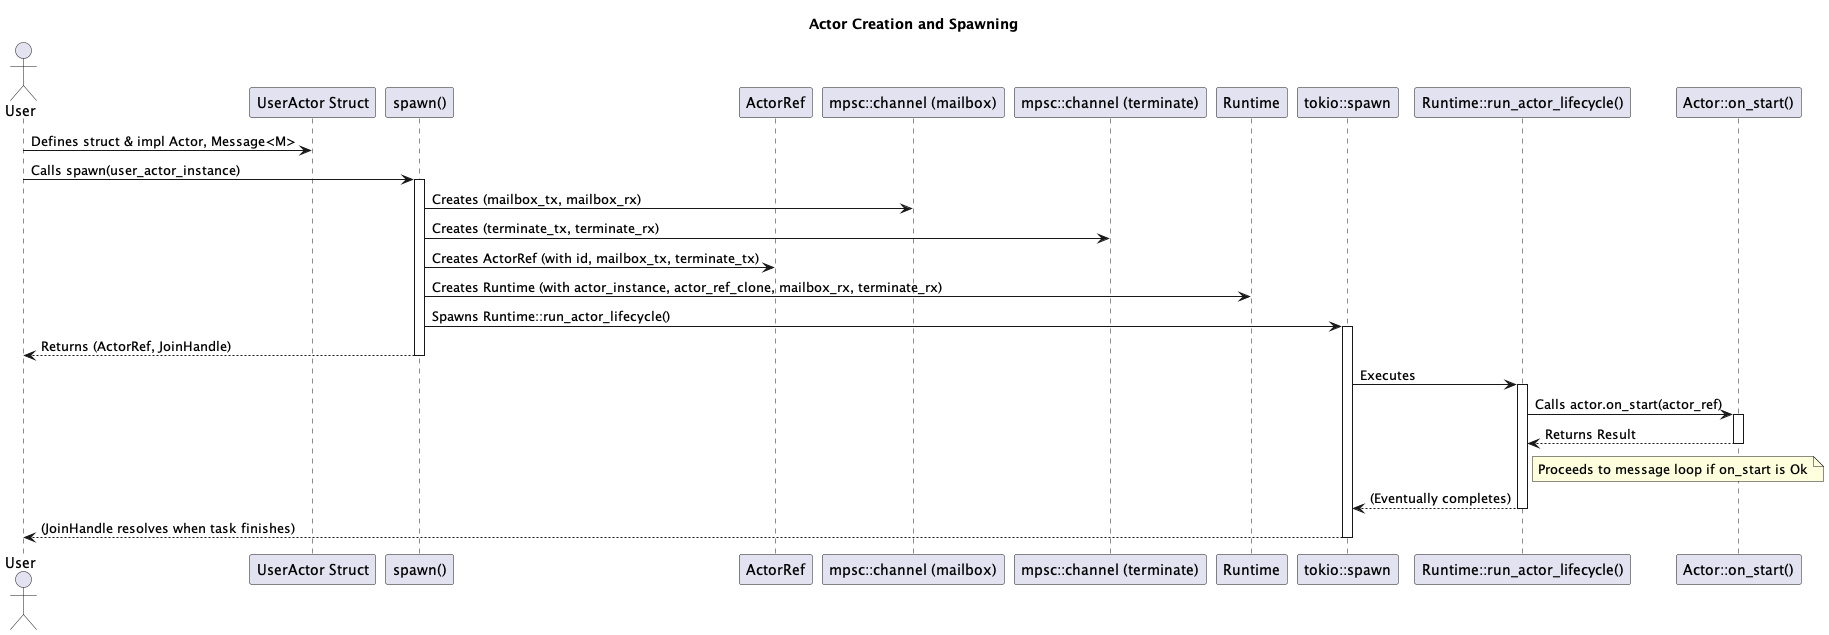 Actor Creation and Spawning
User
UserActor Struct
spawn()
ActorRef
mpsc::channel (mailbox)
mpsc::channel (terminate)
Runtime
tokio::spawn
Runtime::run_actor_lifecycle()
Actor::on_start()
Defines struct & impl Actor, Message<M>
Calls spawn(user_actor_instance)
Creates (mailbox_tx, mailbox_rx)
Creates (terminate_tx, terminate_rx)
Creates ActorRef (with id, mailbox_tx, terminate_tx)
Creates Runtime (with actor_instance, actor_ref_clone, mailbox_rx, terminate_rx)
Spawns Runtime::run_actor_lifecycle()
Returns (ActorRef, JoinHandle)
Executes
Calls actor.on_start(actor_ref)
Returns Result
Proceeds to message loop if on_start is Ok
(Eventually completes)
(JoinHandle resolves when task finishes)
User
UserActor Struct
spawn()
ActorRef
mpsc::channel (mailbox)
mpsc::channel (terminate)
Runtime
tokio::spawn
Runtime::run_actor_lifecycle()
Actor::on_start()